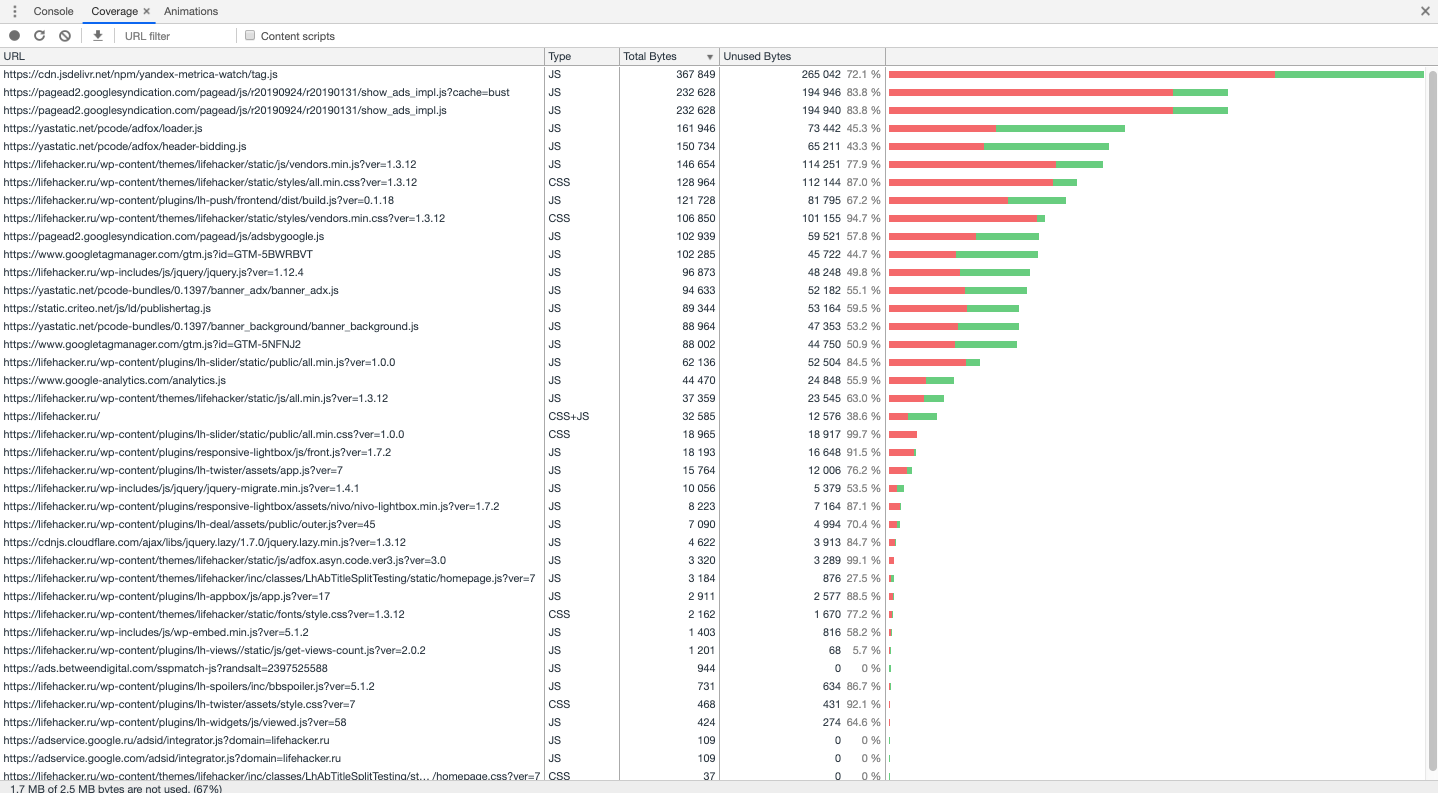 Console Coverage × Animations ×
URL filter Content scripts
URL Type Total Bytes ▼ Unused Bytes
https://cdn.jsdelivr.net/npm/yandex-metrica-watch/tag.js JS 367 849 265 042 72.1 %
https://pagead2.googlesyndication.com/pagead/js/r20190924/r20190131/show_ads_impl.js?cache=bust JS 232 628 194 946 83.8 %
https://pagead2.googlesyndication.com/pagead/js/r20190924/r20190131/show_ads_impl.js JS 232 628 194 940 83.8 %
https://yastatic.net/pcode/adfox/loader.js JS 161 946 73 442 45.3 %
https://yastatic.net/pcode/adfox/header-bidding.js JS 150 734 65 211 43.3 %
https://lifehacker.ru/wp-content/themes/lifehacker/static/js/vendors.min.js?ver=1.3.12 JS 146 654 114 251 77.9 %
https://lifehacker.ru/wp-content/themes/lifehacker/static/styles/all.min.css?ver=1.3.12 CSS 128 964 112 144 87.0 %
https://lifehacker.ru/wp-content/plugins/lh-push/frontend/dist/build.js?ver=0.1.18 JS 121 728 81 795 67.2 %
https://lifehacker.ru/wp-content/themes/lifehacker/static/styles/vendors.min.css?ver=1.3.12 CSS 106 850 101 155 94.7 %
https://pagead2.googlesyndication.com/pagead/js/adsbygoogle.js JS 102 939 59 521 57.8 %
https://www.googletagmanager.com/gtm.js?id=GTM-5BWRBVT JS 102 285 45 722 44.7 %
https://lifehacker.ru/wp-includes/js/jquery/jquery.js?ver=1.12.4 JS 96 873 48 248 49.8 %
https://yastatic.net/pcode-bundles/0.1397/banner_adx/banner_adx.js JS 94 633 52 182 55.1 %
https://static.criteo.net/js/ld/publishertag.js JS 89 344 53 164 59.5 %
https://yastatic.net/pcode-bundles/0.1397/banner_background/banner_background.js JS 88 964 47 353 53.2 %
https://www.googletagmanager.com/gtm.js?id=GTM-5NFNJ2 JS 88 002 44 750 50.9 %
https://lifehacker.ru/wp-content/plugins/lh-slider/static/public/all.min.js?ver=1.0.0 JS 62 136 52 504 84.5 %
https://www.google-analytics.com/analytics.js JS 44 470 24 848 55.9 %
https://lifehacker.ru/wp-content/themes/lifehacker/static/js/all.min.js?ver=1.3.12 JS 37 359 23 545 63.0 %
https://lifehacker.ru/ CSS+JS 32 585 12 576 38.6 %
https://lifehacker.ru/wp-content/plugins/lh-slider/static/public/all.min.css?ver=1.0.0 CSS 18 965 18 917 99.7 %
https://lifehacker.ru/wp-content/plugins/responsive-lightbox/js/front.js?ver=1.7.2 JS 18 193 16 648 91.5 %
https://lifehacker.ru/wp-content/plugins/lh-twister/assets/app.js?ver=7 JS 15 764 12 006 76.2 %
https://lifehacker.ru/wp-includes/js/jquery/jquery-migrate.min.js?ver=1.4.1 JS 10 056 5 379 53.5 %
https://lifehacker.ru/wp-content/plugins/responsive-lightbox/assets/nivo/nivo-lightbox.min.js?ver=1.7.2 JS 8 223 7 164 87.1 %
https://lifehacker.ru/wp-content/plugins/lh-deal/assets/public/outer.js?ver=45 JS 7 090 4 994 70.4 %
https://cdnjs.cloudflare.com/ajax/libs/jquery.lazy/1.7.0/jquery.lazy.min.js?ver=1.3.12 JS 4 622 3 913 84.7 %
https://lifehacker.ru/wp-content/themes/lifehacker/static/js/adfox.asyn.code.ver3.js?ver=3.0 JS 3 320 3 289 99.1 %
https://lifehacker.ru/wp-content/themes/lifehacker/inc/classes/LhAbTitleSplitTesting/static/homepage.js?ver=7 JS 3 184 876 27.5 %
https://lifehacker.ru/wp-content/plugins/lh-appbox/js/app.js?ver=17 JS 2 911 2 577 88.5 %
https://lifehacker.ru/wp-content/themes/lifehacker/static/fonts/style.css?ver=1.3.12 CSS 2 162 1 670 77.2 %
https://lifehacker.ru/wp-includes/js/wp-embed.min.js?ver=5.1.2 JS 1 403 816 58.2 %
https://lifehacker.ru/wp-content/plugins/lh-views//static/js/get-views-count.js?ver=2.0.2 JS 1 201 68 5.7 %
https://ads.betweendigital.com/sspmatch-js?randsalt=2397525588 JS 944 0 0 %
https://lifehacker.ru/wp-content/plugins/lh-spoilers/inc/bbspoiler.js?ver=5.1.2 JS 731 634 86.7 %
https://lifehacker.ru/wp-content/plugins/lh-twister/assets/style.css?ver=7 CSS 468 431 92.1 %
https://lifehacker.ru/wp-content/plugins/lh-widgets/js/viewed.js?ver=58 JS 424 274 64.6 %
https://adservice.google.ru/adsid/integrator.js?domain=lifehacker.ru JS 109 0 0 %
https://adservice.google.com/adsid/integrator.js?domain=lifehacker.ru JS 109 0 0 %
https://lifehacker.ru/wp-content/themes/lifehacker/inc/classes/LhAbTitleSplitTesting/st… /homepage.css?ver=7 CSS 37 0 0 %
1.7 MB of 2.5 MB bytes are not used. (67%)